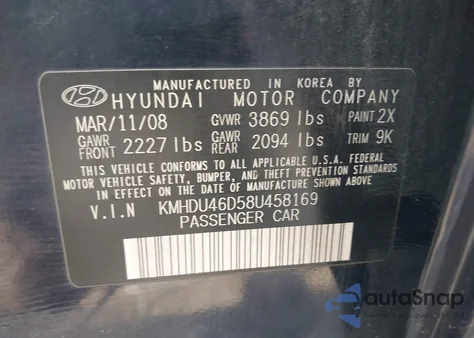 MANUFACTURED IN KOREA BY
HYUNDAI MOTOR COMPANY
MAR/11/08 GVWR 3869 lbs PAINT 2X
GAWR FRONT 2227 lbs GAWR REAR 2094 lbs TRIM 9K
THIS VEHICLE CONFORMS TO ALL APPLICABLE U.S.A. FEDERAL
MOTOR VEHICLE SAFETY, BUMPER, AND THEFT PREVENTION STANDARDS
IN EFFECT ON THE DATE OF MANUFACTURE SHOWN ABOVE.
V.I.N KMHDU46D58U458169
PASSENGER CAR
autaSnap